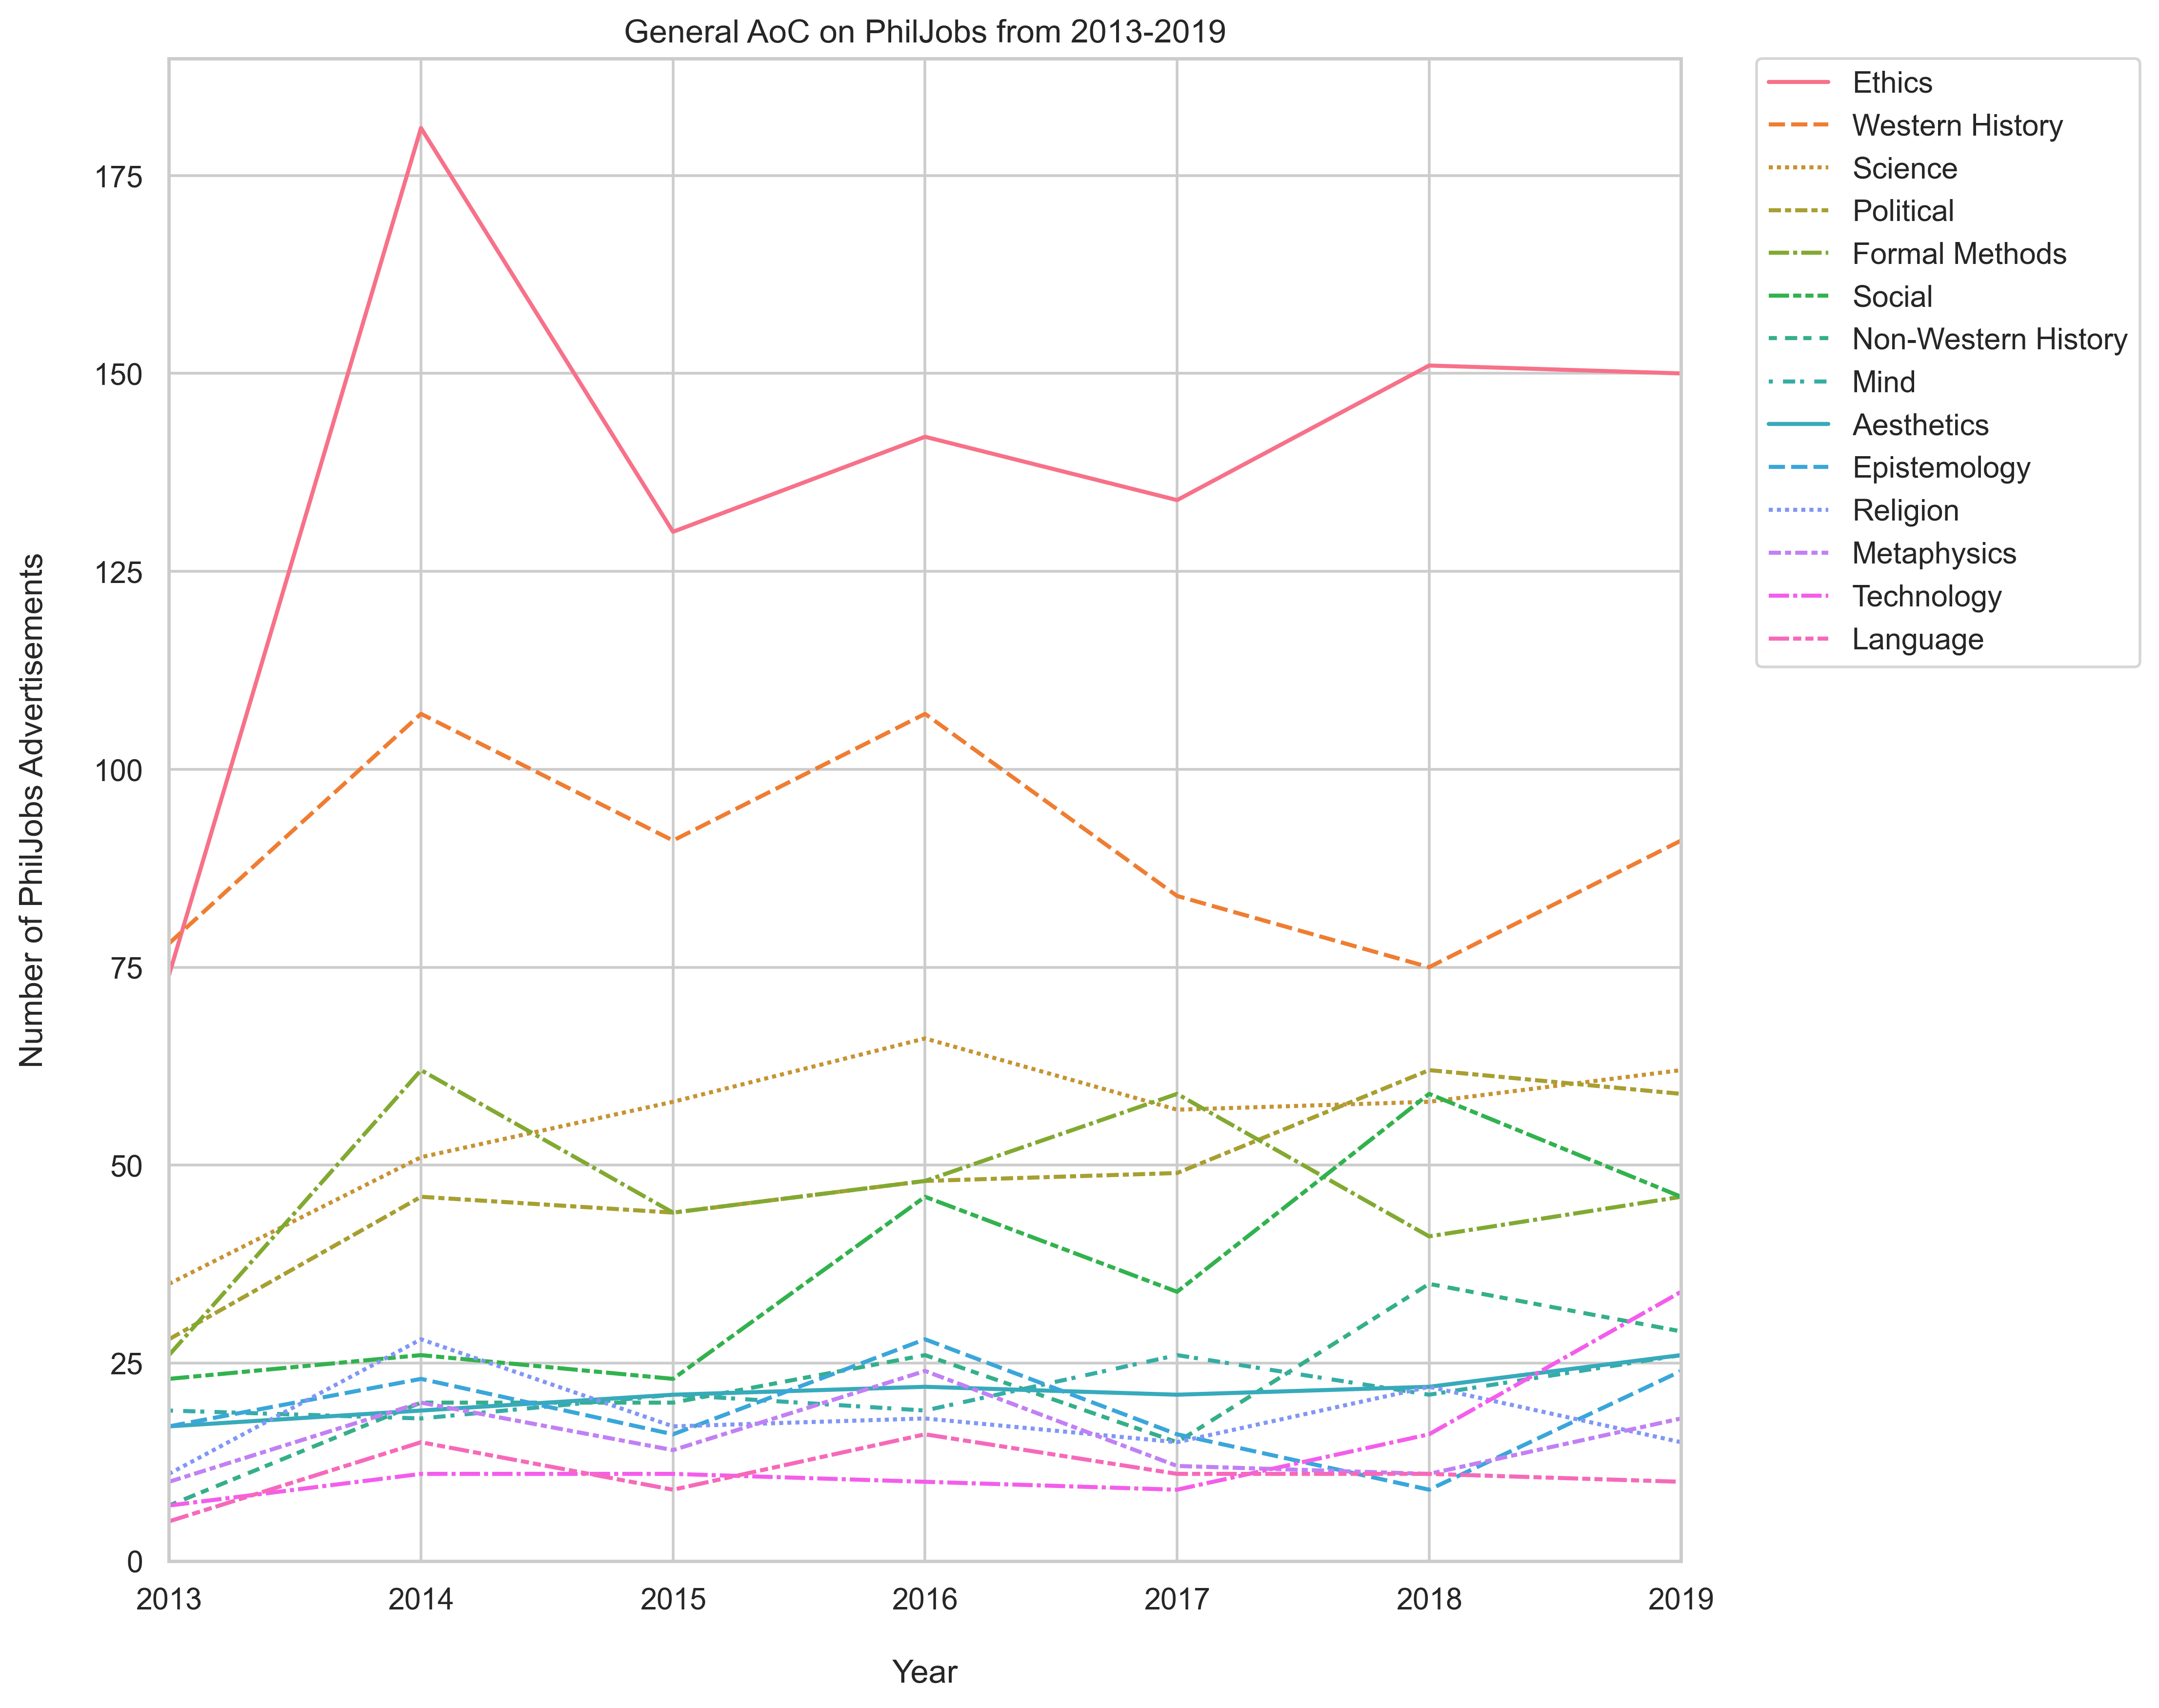 General AoC on PhilJobs from 2013-2019
Ethics
Western History
Science
Political
Formal Methods
Social
Non-Western History
Mind
Aesthetics
Epistemology
Religion
Metaphysics
Technology
Language
Number of PhilJobs Advertisements
175
150
125
100
75
50
25
0
2013 2014 2015 2016 2017 2018 2019
Year